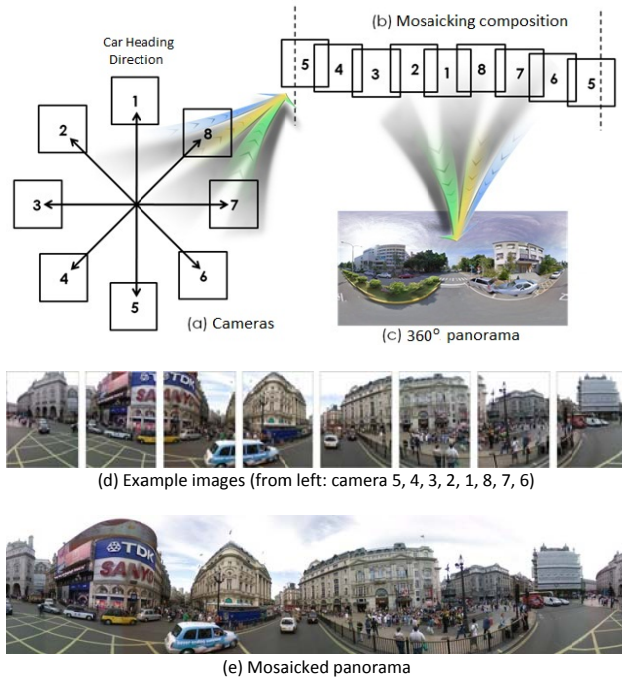 (b) Mosaicking composition
Car Heading
Direction
5 4 3 2 1 8 7 6 5
1
2
8
3
7
4
6
5
(a) Cameras
(c) 360° panorama
TDK
SANYO
TDK
(d) Example images (from left: camera 5, 4, 3, 2, 1, 8, 7, 6)
TDK
SANYO
(e) Mosaicked panorama